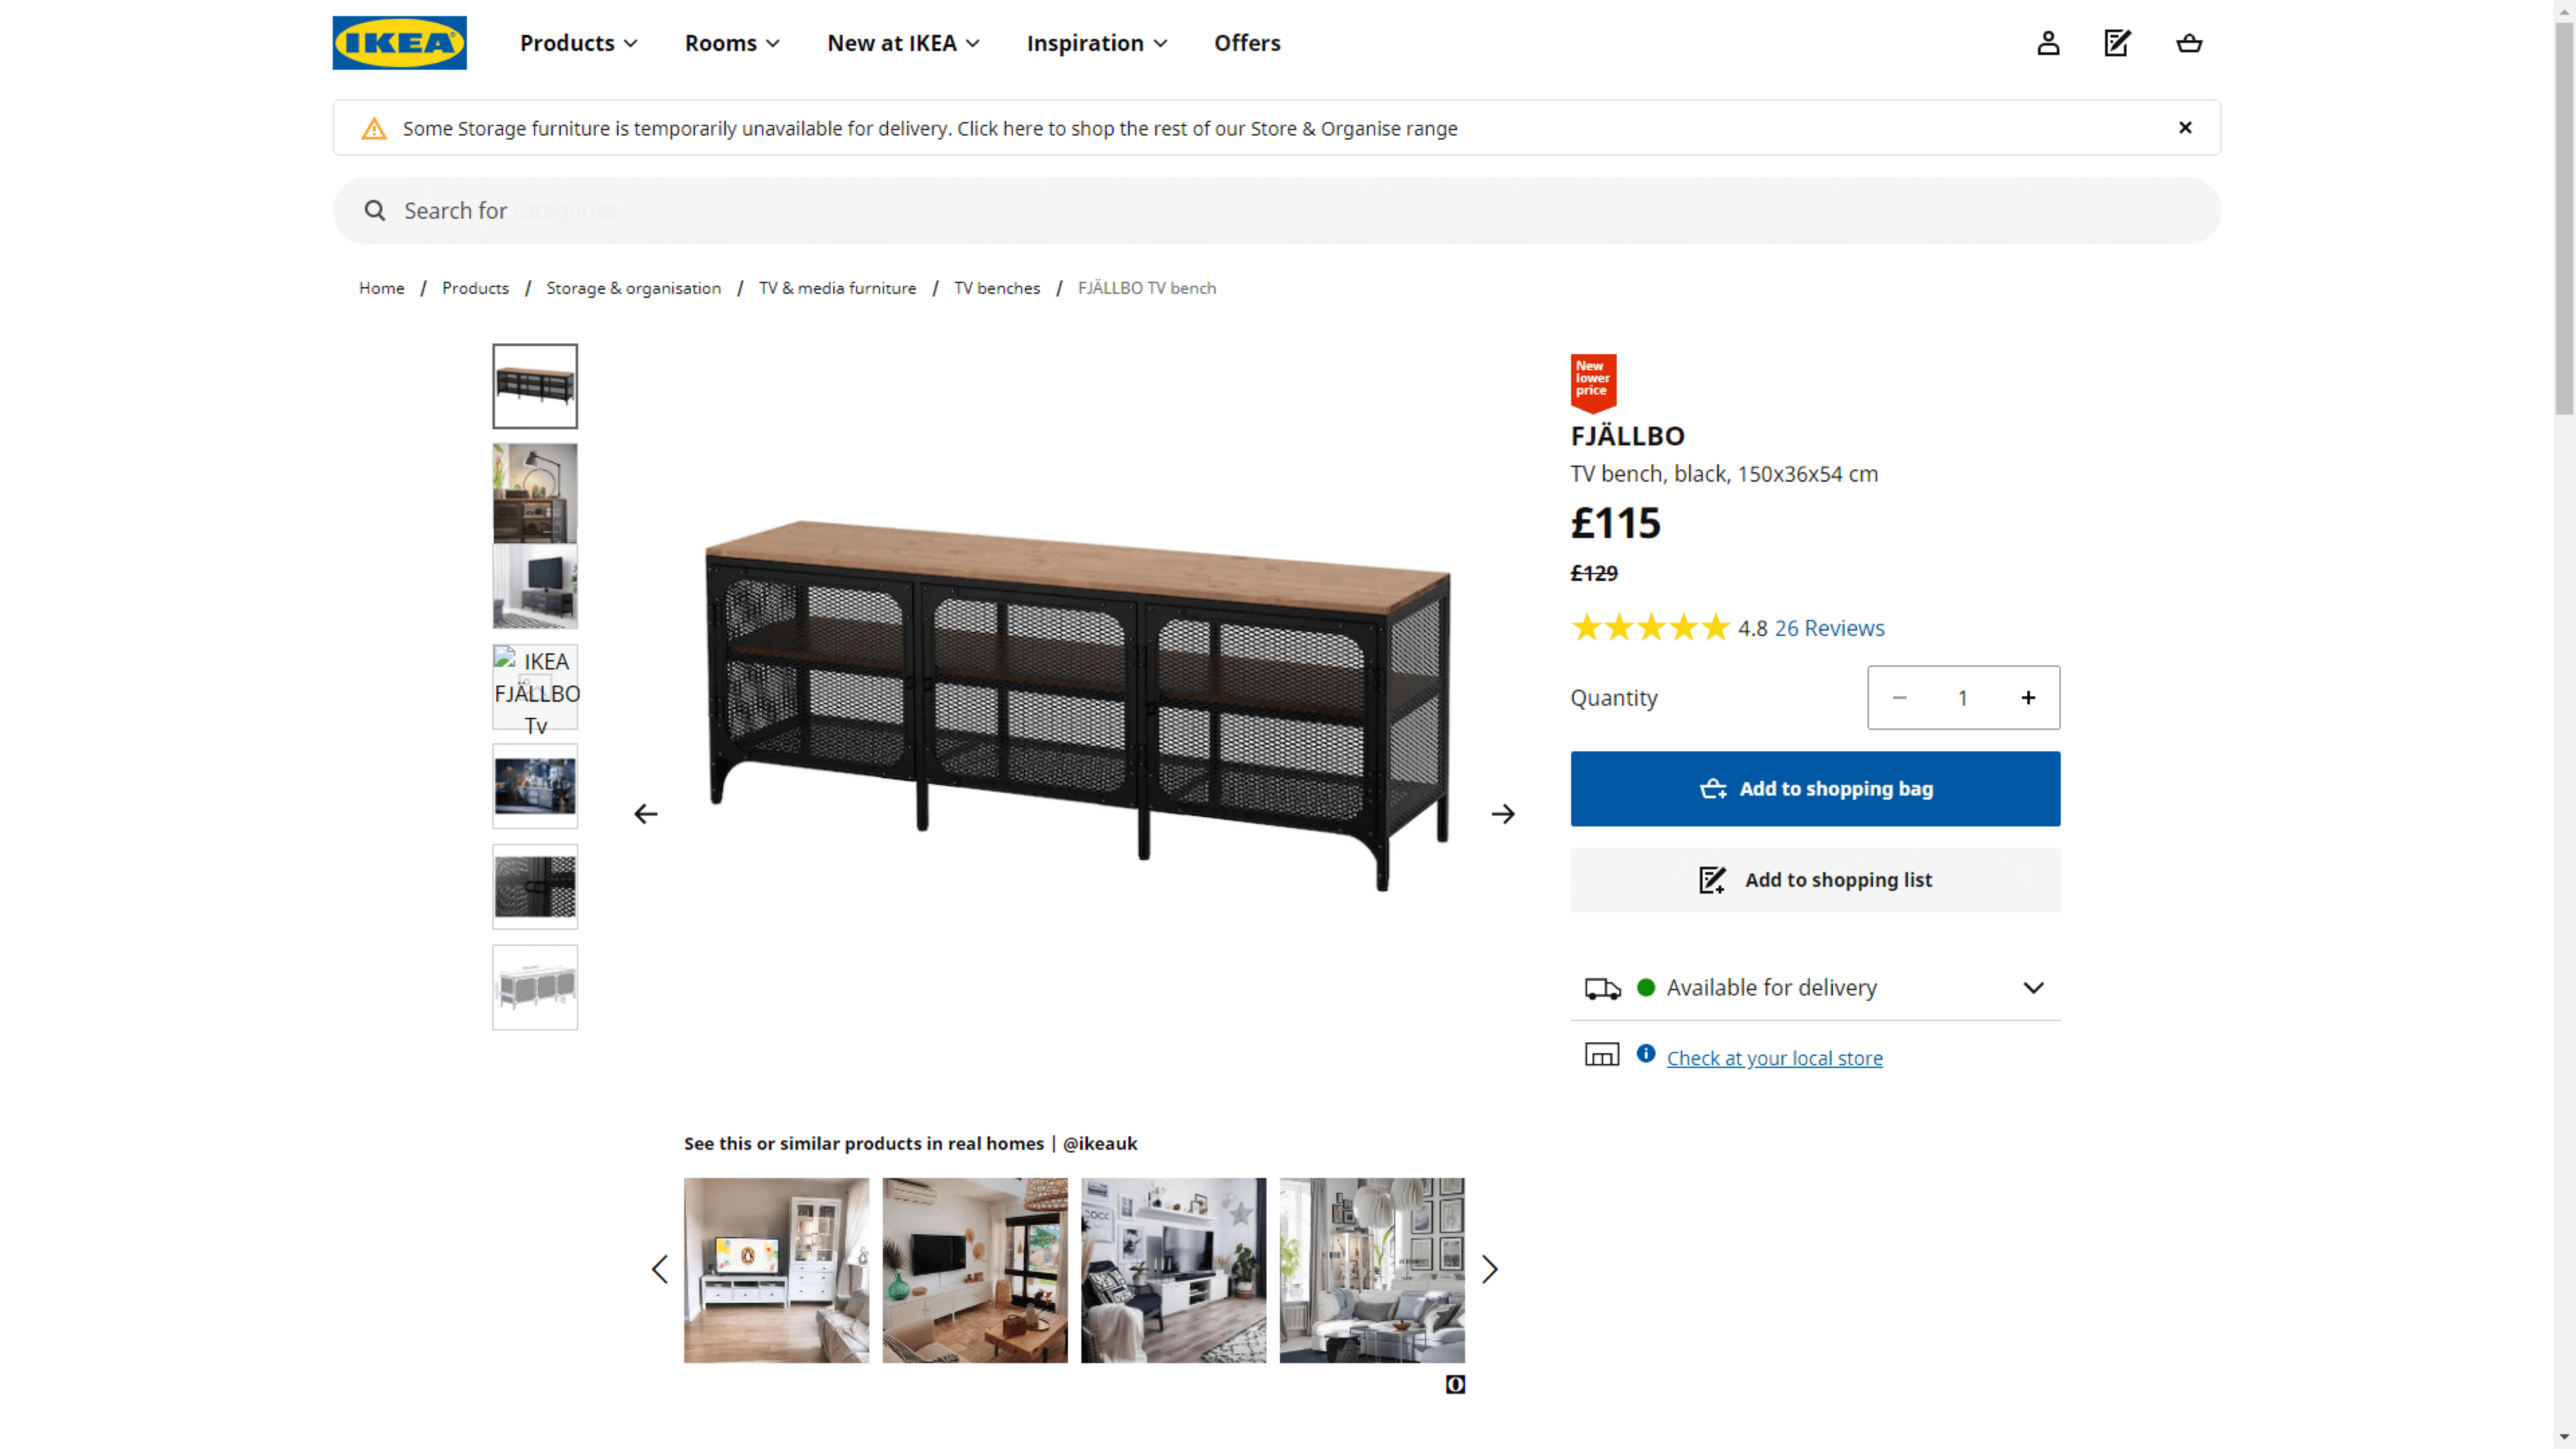 IKEA
Products
Rooms
New at IKEA
Inspiration
Offers
Some Storage furniture is temporarily unavailable for delivery. Click here to shop the rest of our Store & Organise range
Search for categories
Home / Products / Storage & organisation / TV & media furniture / TV benches / FJÄLLBO TV bench
IKEA
FJÄLLBO
Tv
New
lower
price
FJÄLLBO
TV bench, black, 150x36x54 cm
£115
£129
4.8 26 Reviews
Quantity
1
Add to shopping bag
Add to shopping list
Available for delivery
Check at your local store
See this or similar products in real homes | @ikeauk